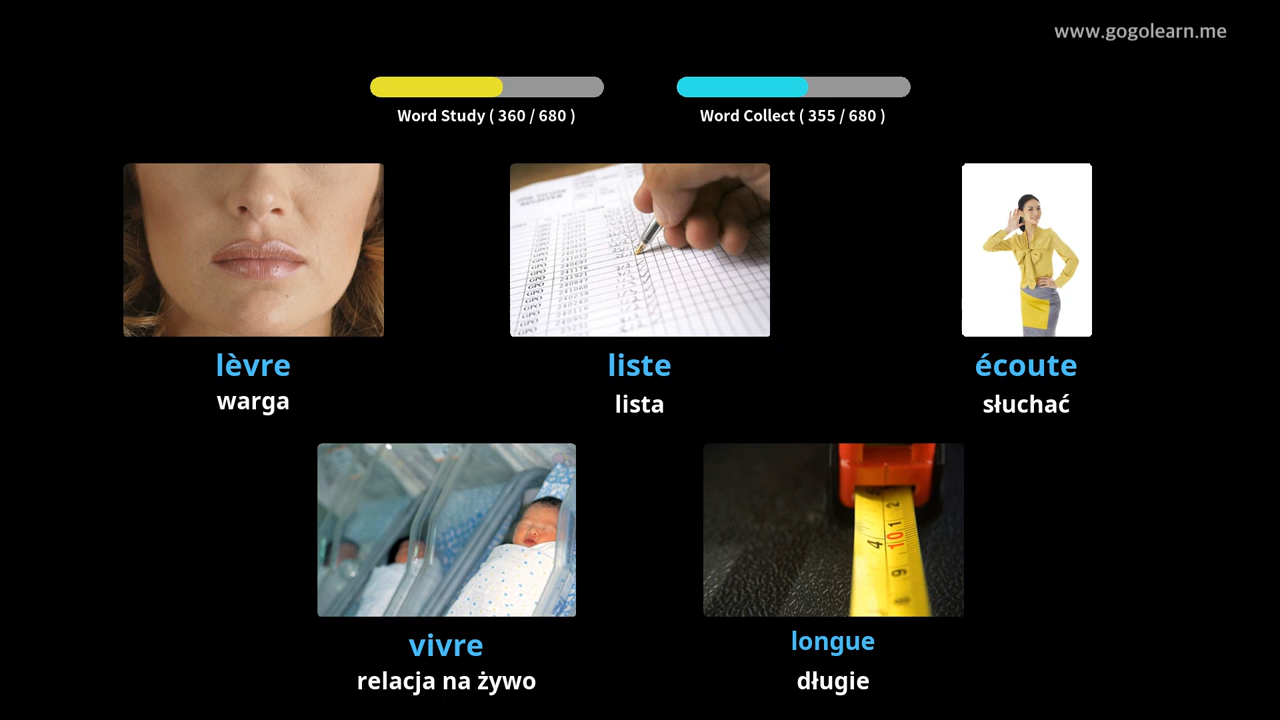 www.gogolearn.me
Word Study ( 360 / 680 )
Word Collect ( 355 / 680 )
lèvre
warga
liste
lista
écoute
słuchać
vivre
relacja na żywo
longue
długie